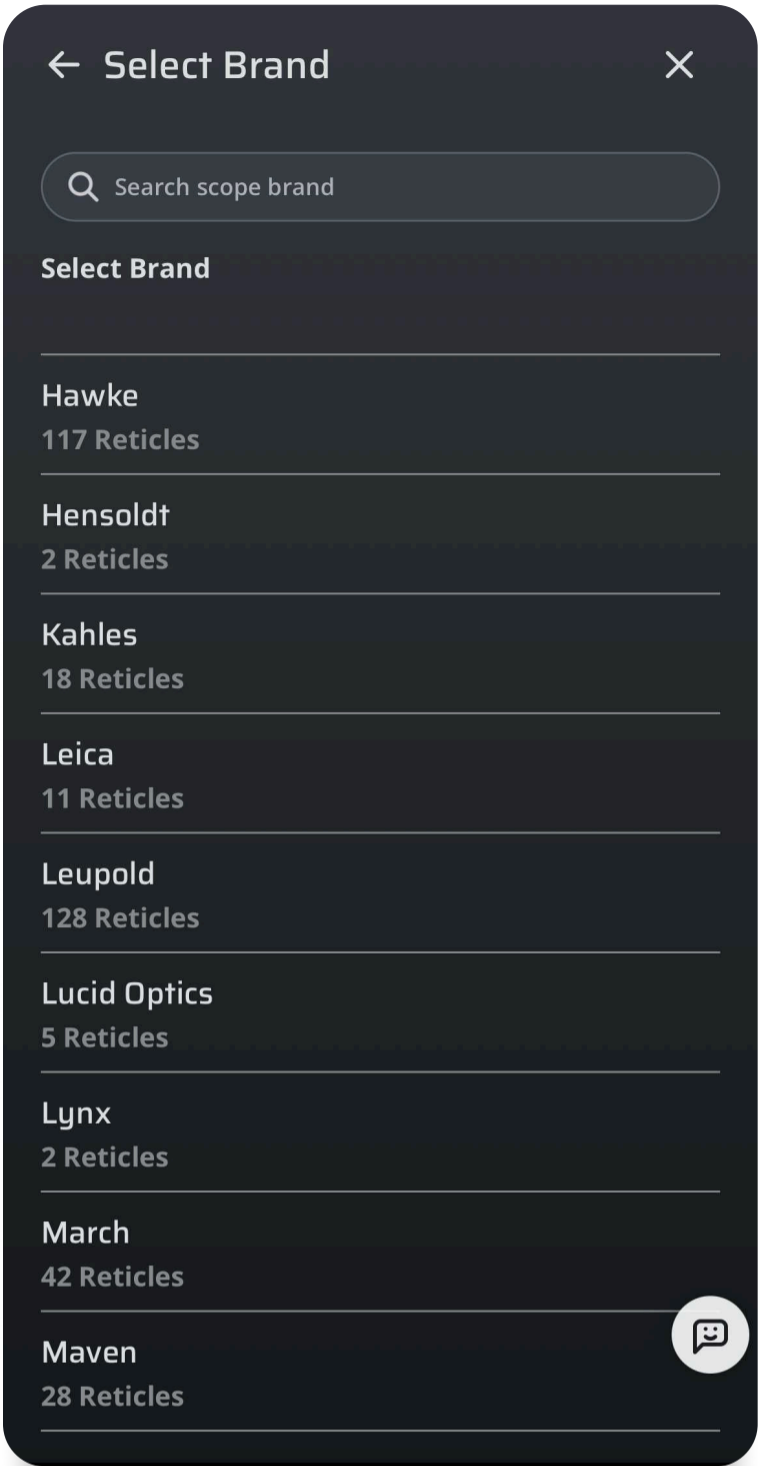 Select Brand
Search scope brand
Select Brand
Hawke
117 Reticles
Hensoldt
2 Reticles
Kahles
18 Reticles
Leica
11 Reticles
Leupold
128 Reticles
Lucid Optics
5 Reticles
Lynx
2 Reticles
March
42 Reticles
Maven
28 Reticles